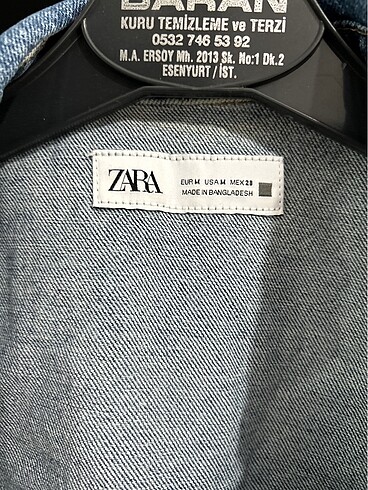 BARAN
KURU TEMİZLEME ve TERZİ
0532 746 53 92
M.A. ERSOY Mh. 2013 Sk. No:1 Dk.2
ESENYURT / İST.
ZARA
EUR M USA M MEX 28
MADE IN BANGLADESH